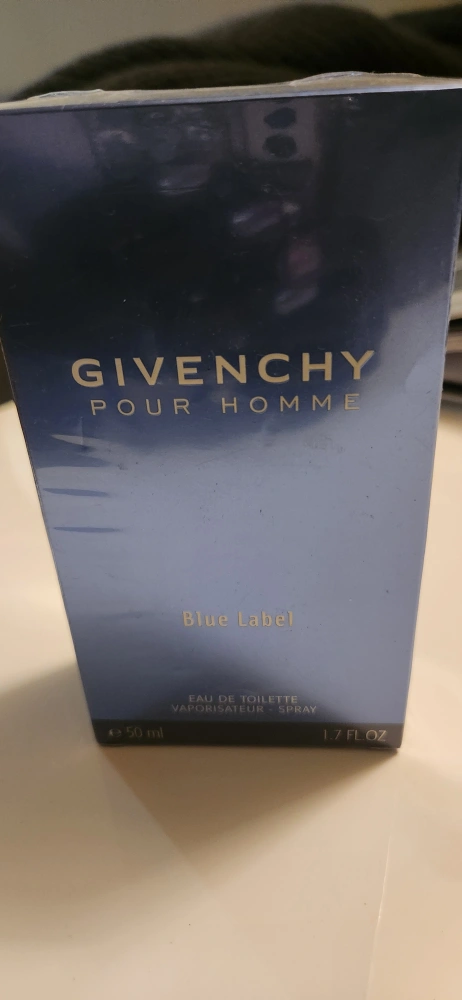 GIVENCHY
POUR HOMME
Blue Label
EAU DE TOILETTE
VAPORISATEUR - SPRAY
℮ 50 ml 1.7 FL OZ